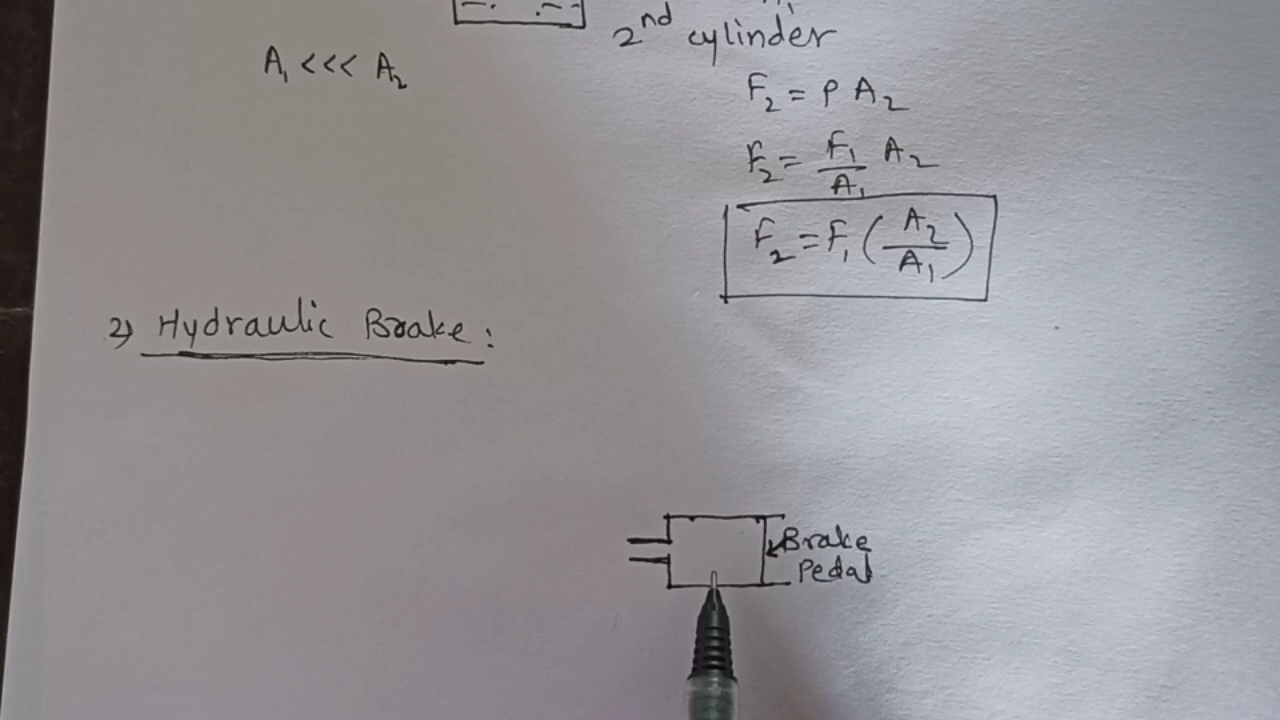 2nd cylinder
A₁ <<< A₂
F₂ = P A₂
F₂ = F₁/A₁ A₂
F₂ = F₁ (A₂/A₁)
2) Hydraulic Brake:
Brake
Pedal